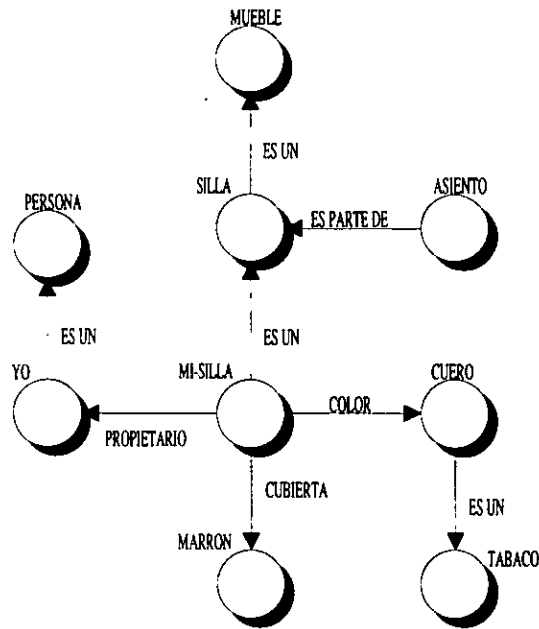 MUEBLE
ES UN
SILLA
ASIENTO
PERSONA
ES PARTE DE
ES UN
ES UN
YO
MI-SILLA
CUERO
COLOR
PROPIETARIO
CUBIERTA
ES UN
MARRON
TABACO